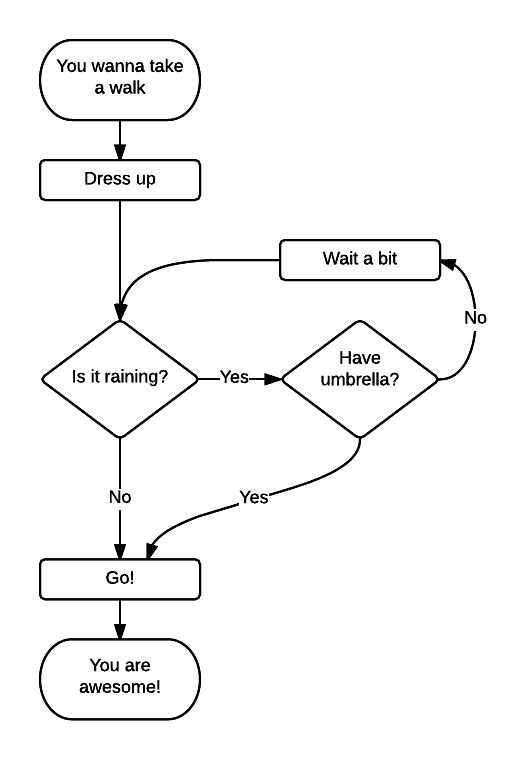 You wanna take
a walk
Dress up
Wait a bit
No
Is it raining?
Yes
Have
umbrella?
No
Yes
Go!
You are
awesome!